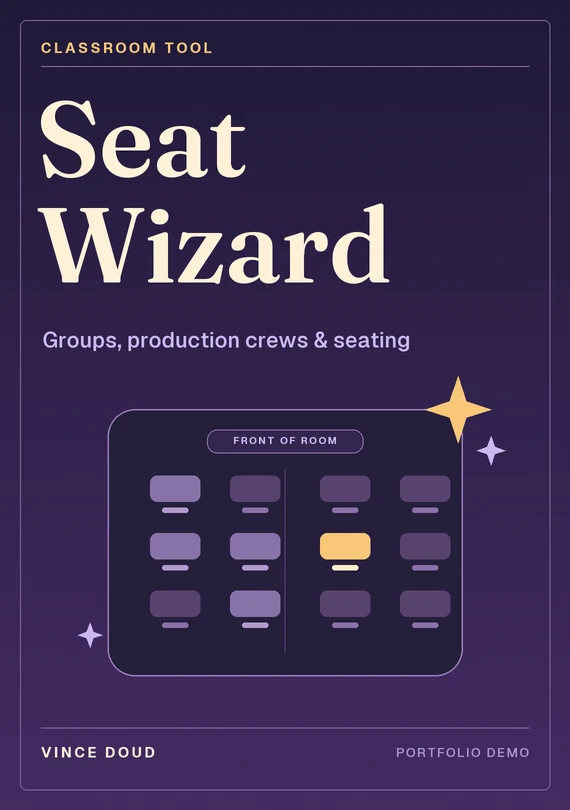 CLASSROOM TOOL
Seat
Wizard
Groups, production crews & seating
FRONT OF ROOM
VINCE DOUD
PORTFOLIO DEMO